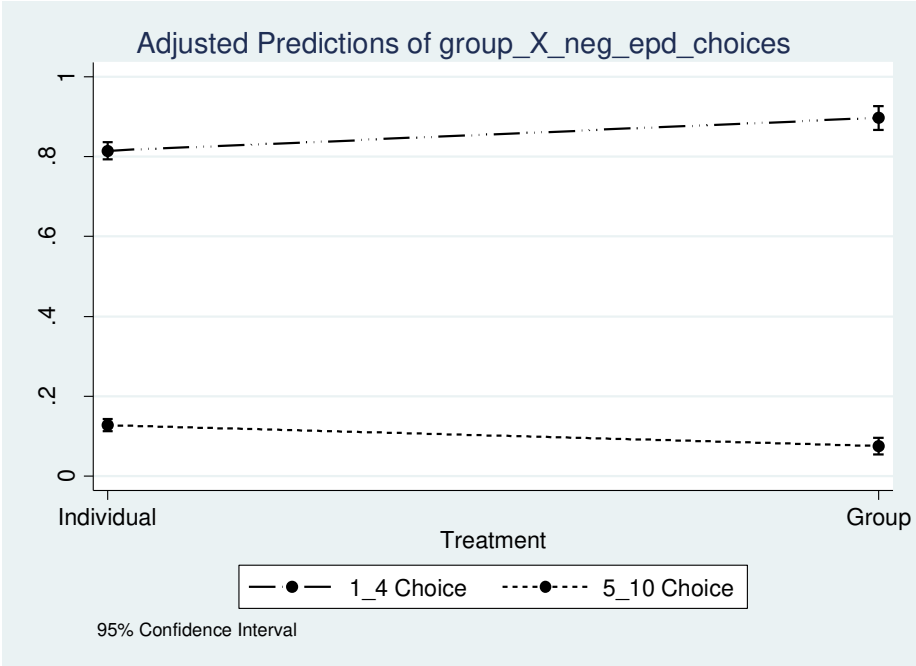 Adjusted Predictions of group_X_neg_epd_choices
1
.8
.6
.4
.2
0
Individual
Group
Treatment
1_4 Choice
5_10 Choice
95% Confidence Interval